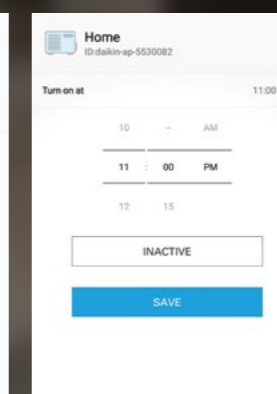 Home
ID:daikin-ap-5530082
Turn on at 11:00
10 – AM
11 : 00 PM
12 15
INACTIVE
SAVE